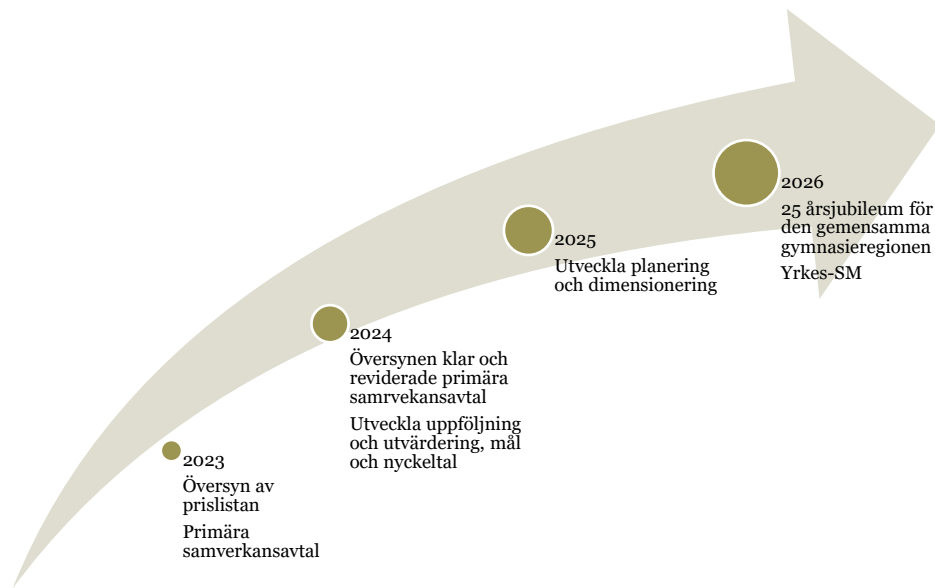 2023
Översyn av
prislistan
Primära
samverkansavtal
2024
Översynen klar och
reviderade primära
samrvekansavtal
Utveckla uppföljning
och utvärdering, mål
och nyckeltal
2025
Utveckla planering
och dimensionering
2026
25 årsjubileum för
den gemensamma
gymnasieregionen
Yrkes-SM